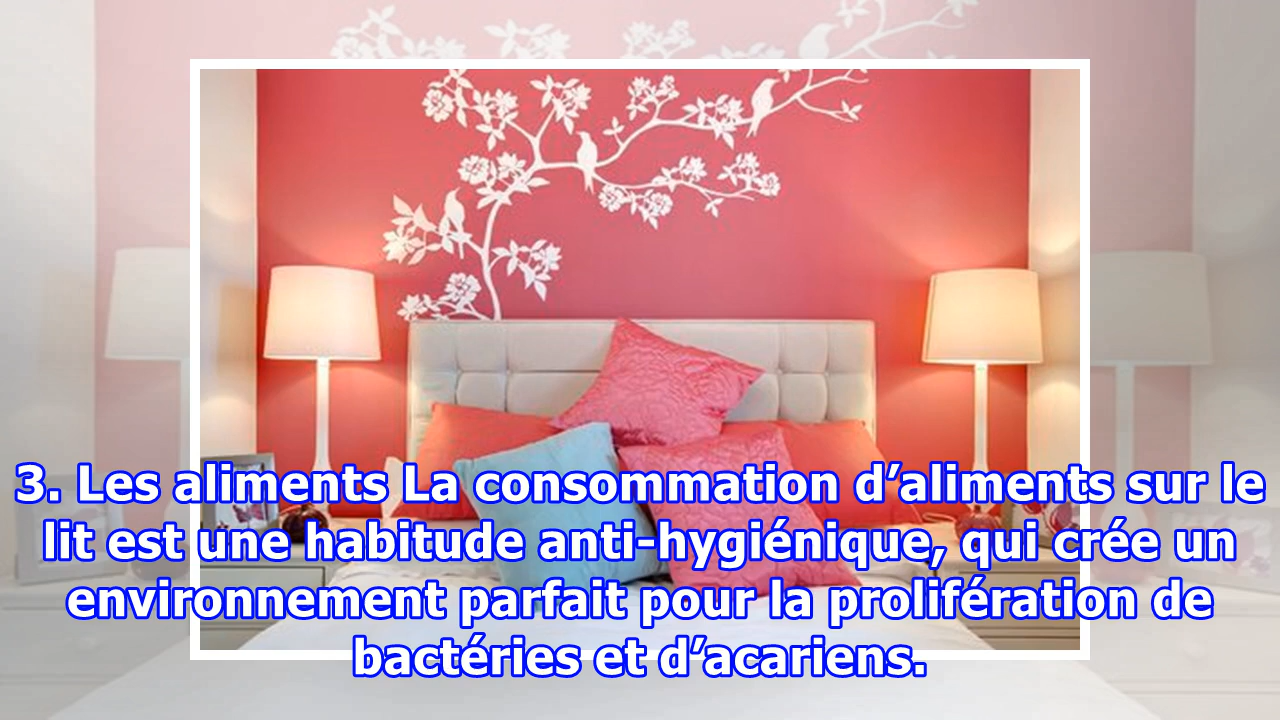 3. Les aliments La consommation d’aliments sur le
lit est une habitude anti-hygiénique, qui crée un
environnement parfait pour la prolifération de
bactéries et d’acariens.